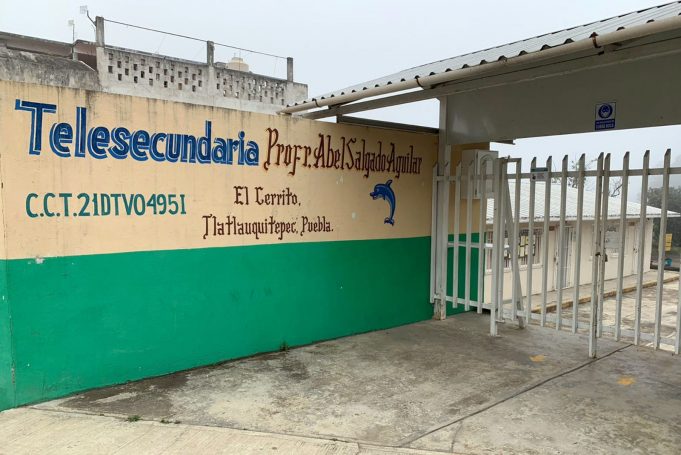 Telesecundaria Profr. Abel Salgado Aguilar
C.C.T. 21DTV0495I
El Cerrito,
Tlatlauquitepec, Puebla.